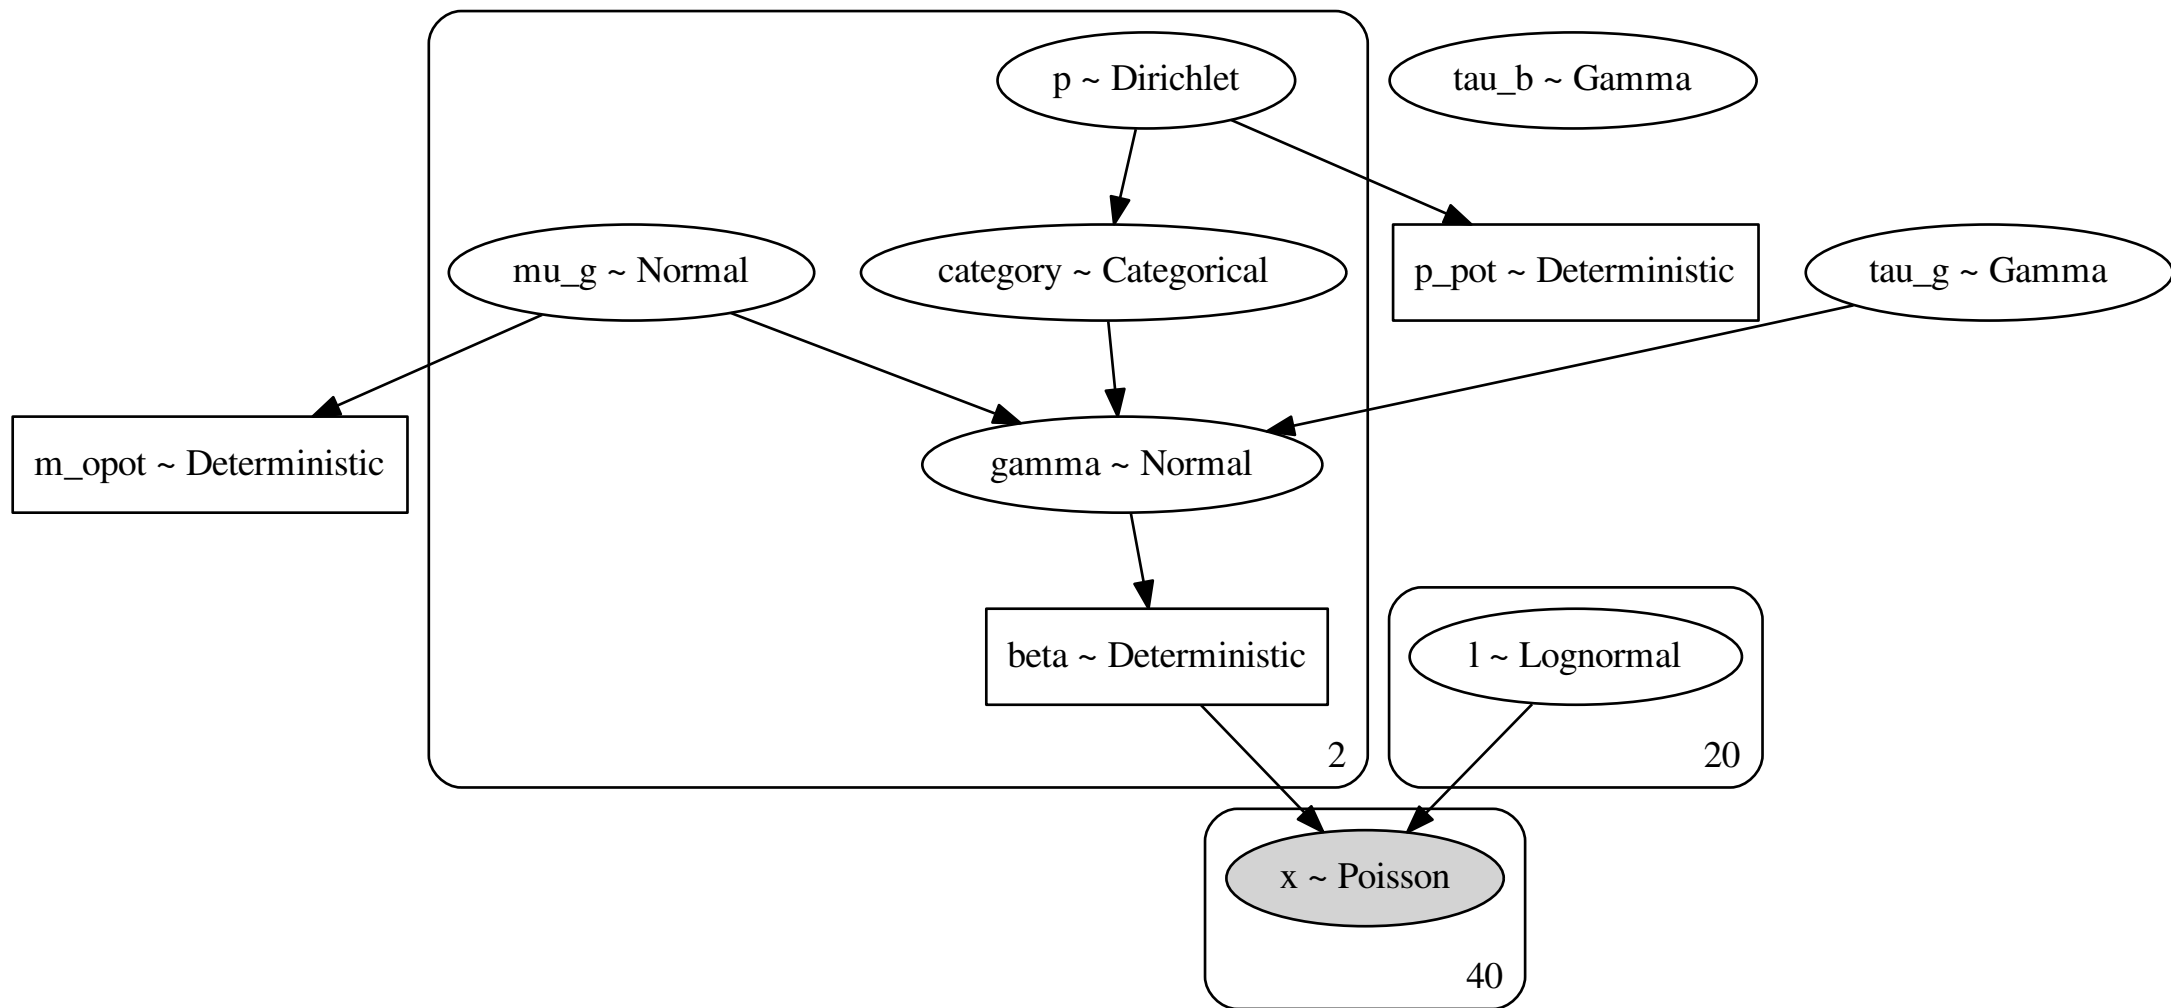 p ~ Dirichlet
tau_b ~ Gamma
mu_g ~ Normal
category ~ Categorical
p_pot ~ Deterministic
tau_g ~ Gamma
m_opot ~ Deterministic
gamma ~ Normal
beta ~ Deterministic
l ~ Lognormal
2
20
x ~ Poisson
40